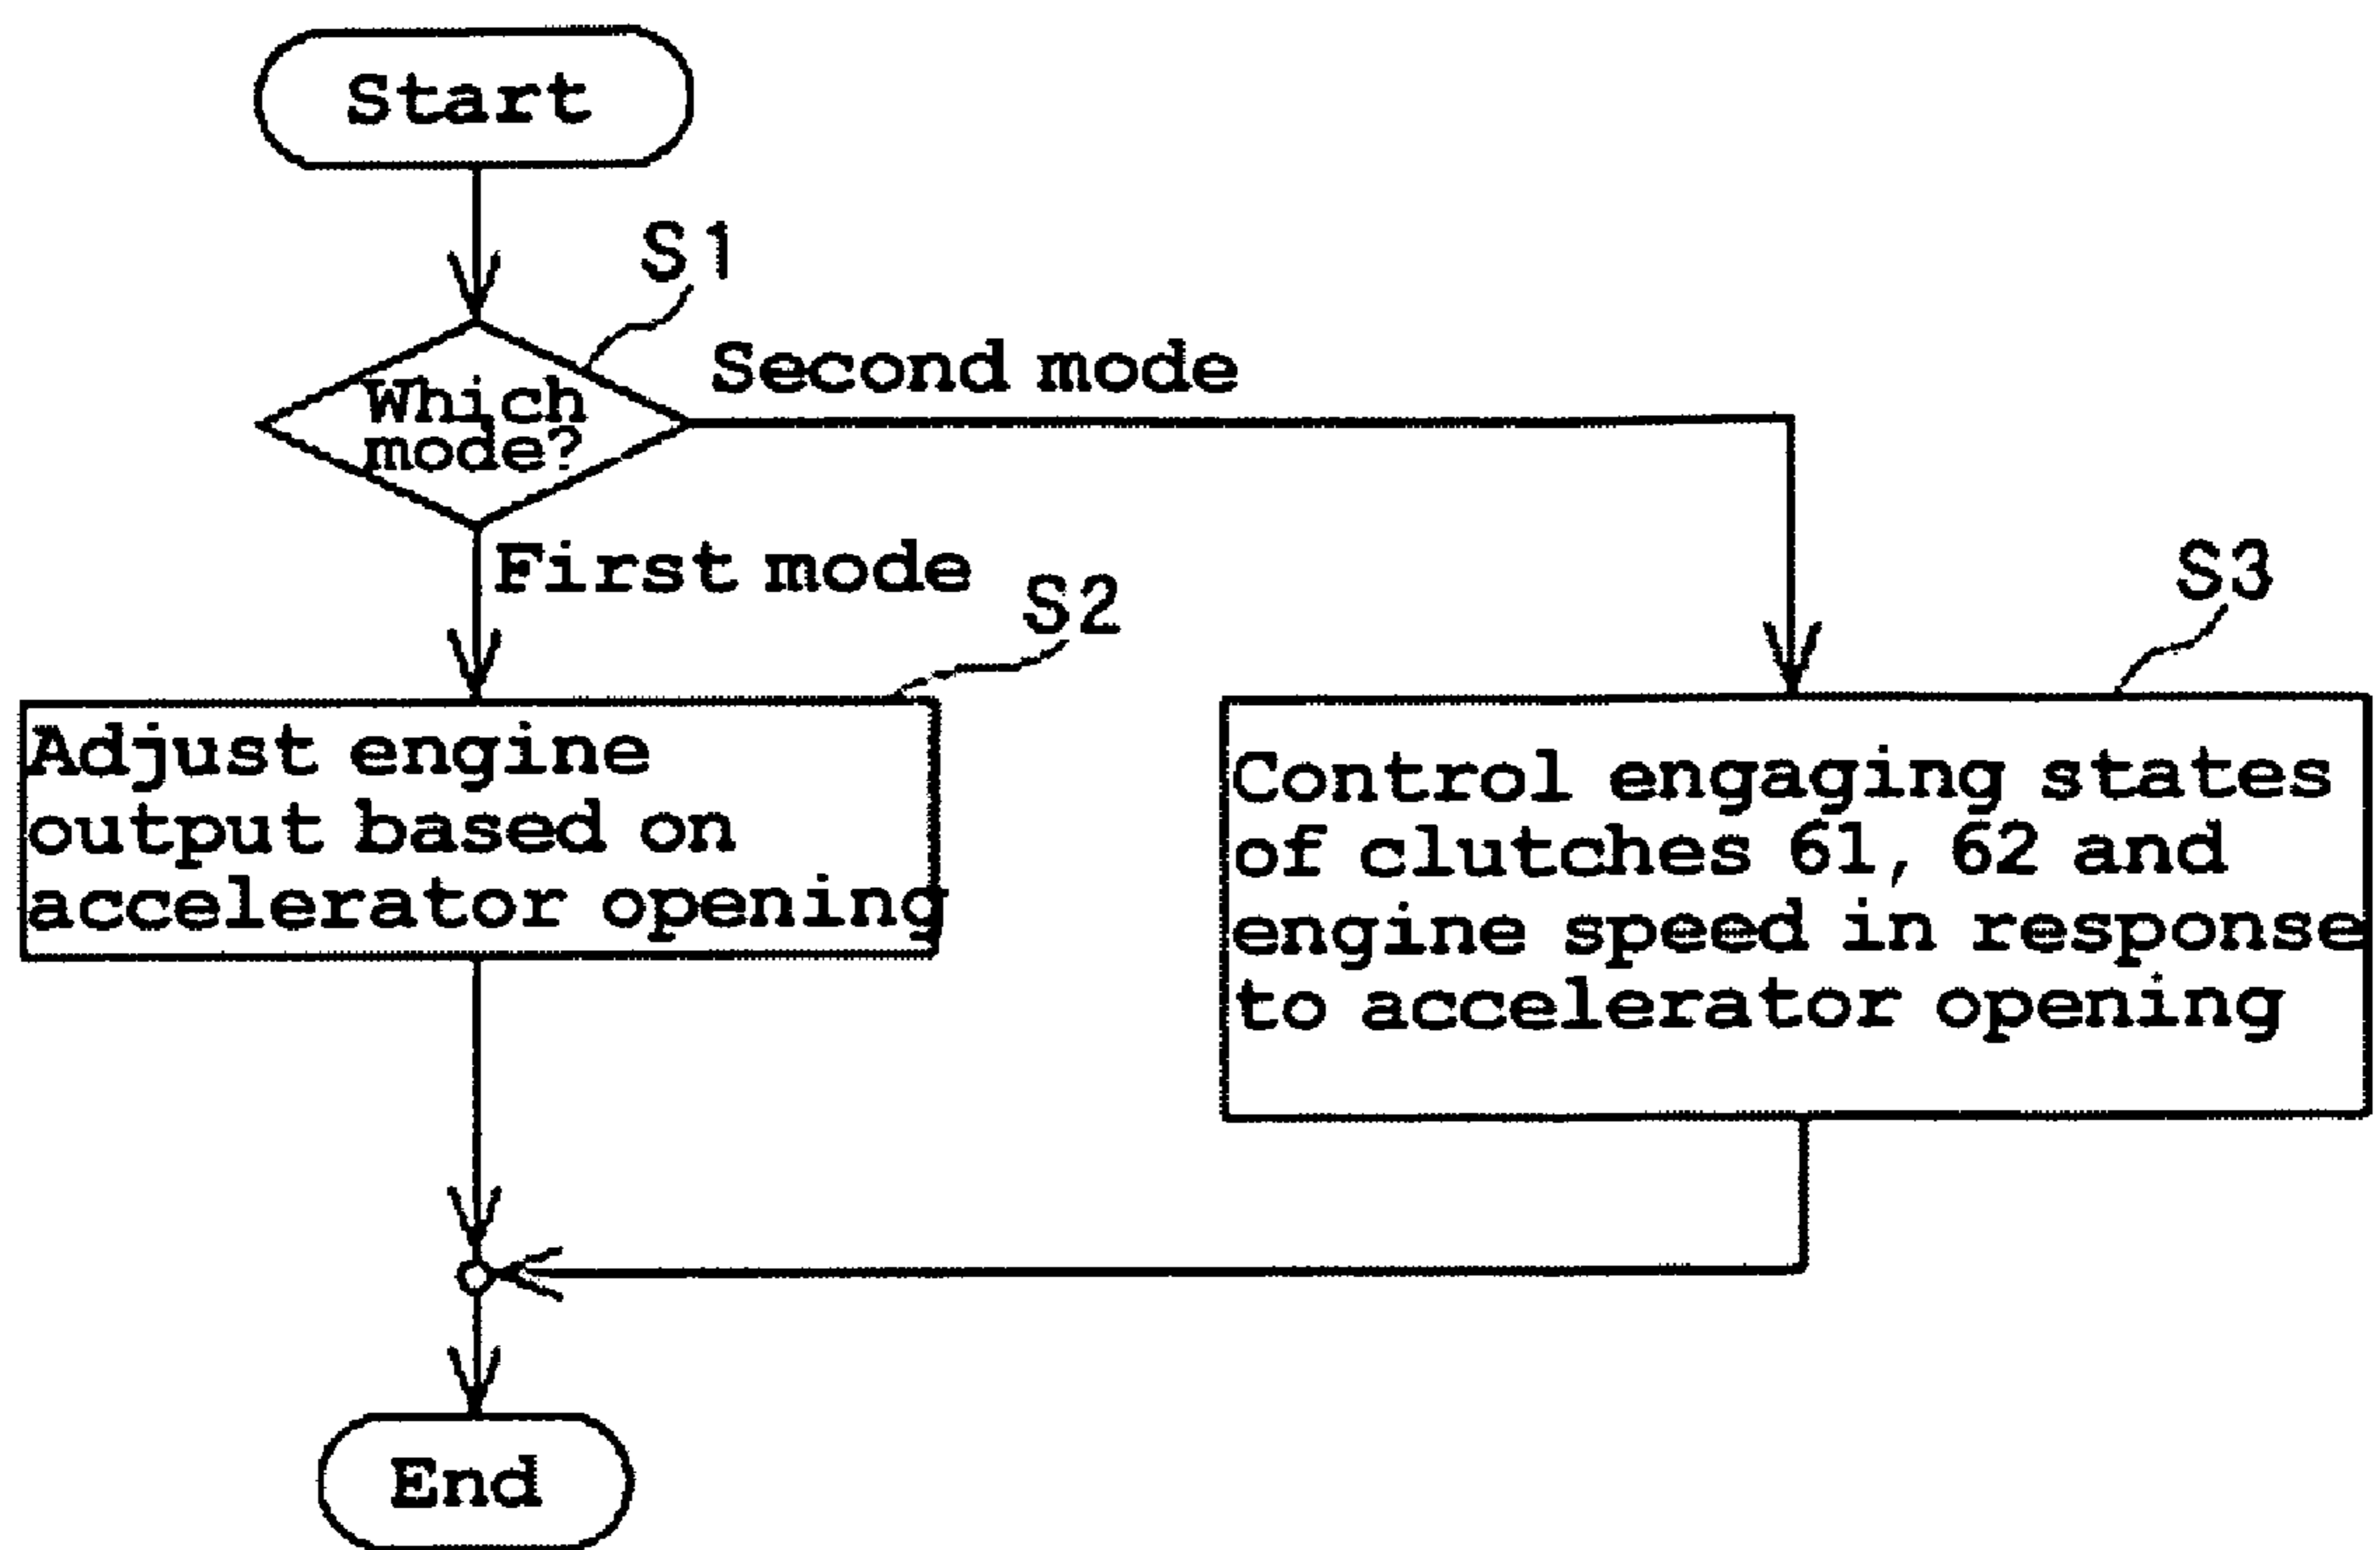 Start
S1
Which
mode?
Second mode
First mode
S2
S3
Adjust engine
output based on
accelerator opening
Control engaging states
of clutches 61, 62 and
engine speed in response
to accelerator opening
End